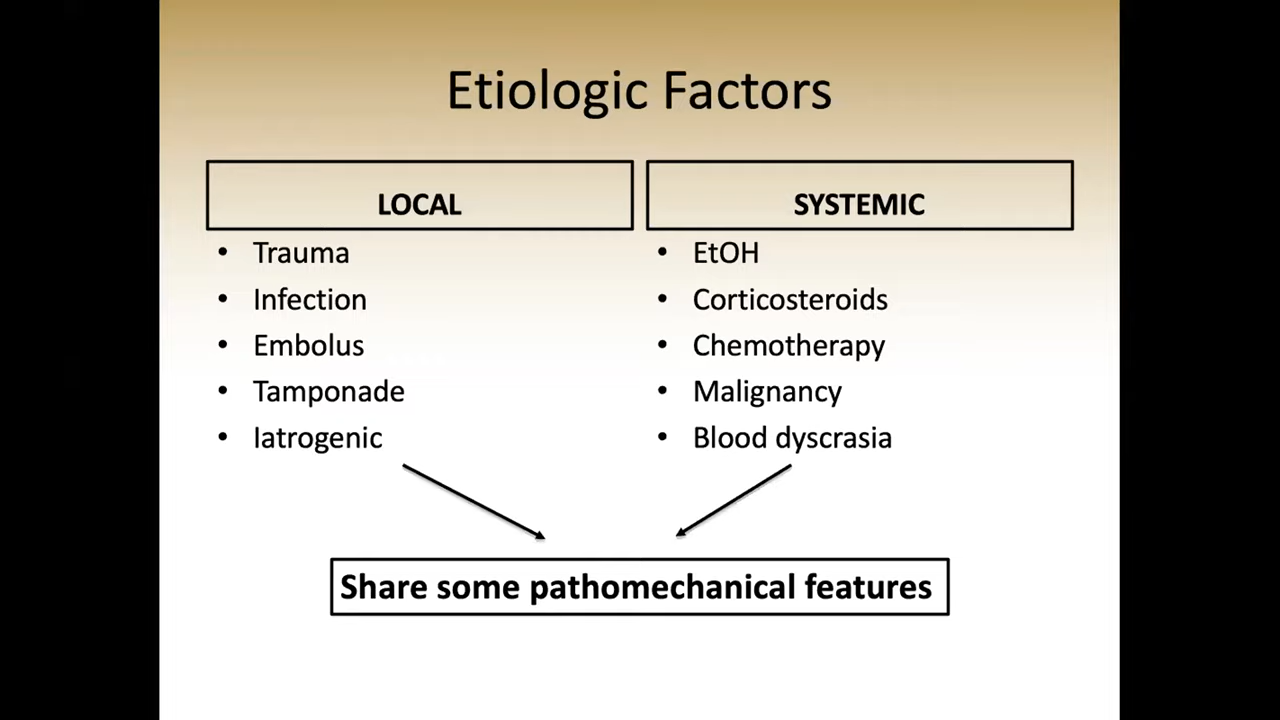 Etiologic Factors
LOCAL
• Trauma
• Infection
• Embolus
• Tamponade
• Iatrogenic
SYSTEMIC
• EtOH
• Corticosteroids
• Chemotherapy
• Malignancy
• Blood dyscrasia
Share some pathomechanical features